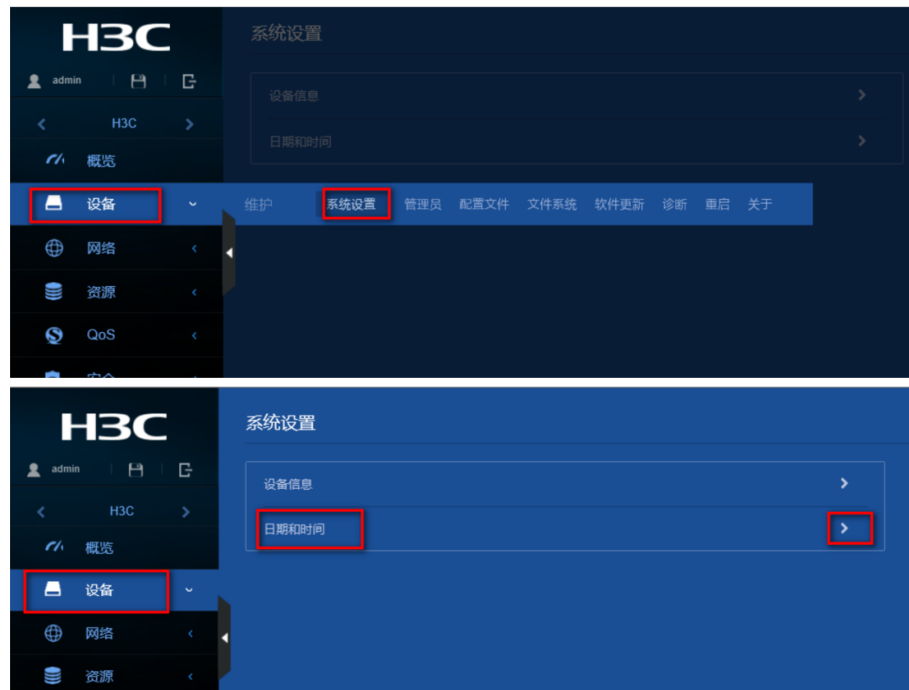 H3C
系统设置
admin
设备信息
H3C
日期和时间
概览
设备
维护 系统设置 管理员 配置文件 文件系统 软件更新 诊断 重启 关于
网络
资源
QoS
安全
H3C
系统设置
admin
设备信息
H3C
日期和时间
概览
设备
网络
资源